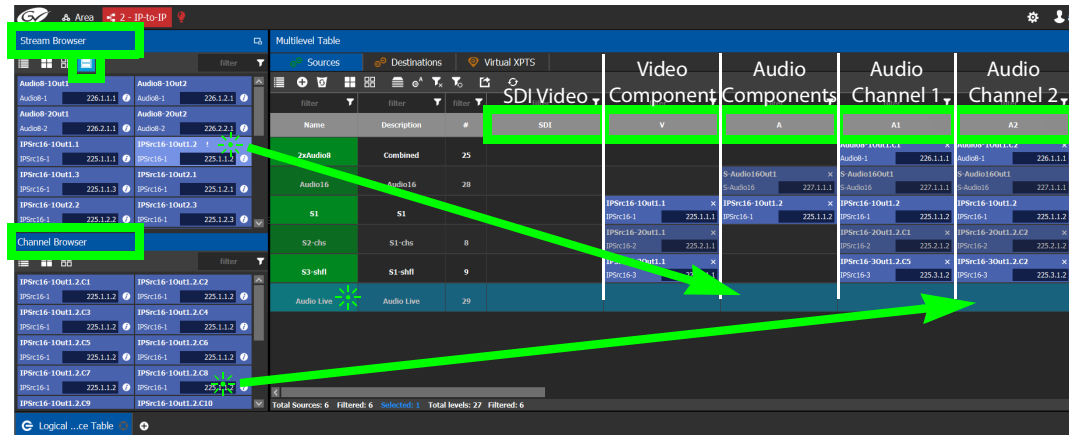 GV Area 2 - IP-to-IP
Stream Browser
filter
Audio8-1Out1 Audio8-1Out2
Audio8-1 226.1.1.1 Audio8-1 226.1.2.1
Audio8-2Out1 Audio8-2Out2
Audio8-2 226.2.1.1 Audio8-2 226.2.2.1
IPSrc16-1Out1.1 IPSrc16-1Out1.2 !
IPSrc16-1 225.1.1.1 IPSrc16-1 225.1.1.2
IPSrc16-1Out1.3 IPSrc16-1Out2.1
IPSrc16-1 225.1.1.3 IPSrc16-1 225.1.2.1
IPSrc16-1Out2.2 IPSrc16-1Out2.3
IPSrc16-1 225.1.2.2 IPSrc16-1 225.1.2.3
Channel Browser
filter
IPSrc16-1Out1.2.C1 IPSrc16-1Out1.2.C2
IPSrc16-1 225.1.1.2 IPSrc16-1 225.1.1.2
IPSrc16-1Out1.2.C3 IPSrc16-1Out1.2.C4
IPSrc16-1 225.1.1.2 IPSrc16-1 225.1.1.2
IPSrc16-1Out1.2.C5 IPSrc16-1Out1.2.C6
IPSrc16-1 225.1.1.2 IPSrc16-1 225.1.1.2
IPSrc16-1Out1.2.C7 IPSrc16-1Out1.2.C8
IPSrc16-1 225.1.1.2 IPSrc16-1 225.1.1.2
IPSrc16-1Out1.2.C9 IPSrc16-1Out1.2.C10
Multilevel Table
Sources Destinations Virtual XPTS
SDI Video Video Component Audio Components Audio Channel 1 Audio Channel 2
filter filter filter
Name Description # SDI V A A1 A2
2xAudio8 Combined 25
Audio8-1Out1.C1 × Audio8-1Out2.C1 ×
Audio8-1 226.1.1.1 Audio8-1 226.1.1.1
Audio16 Audio16 28
S-Audio16Out1 × S-Audio16Out1 S-Audio16Out1
S-Audio16 227.1.1.1 S-Audio16 227.1.1.1 S-Audio16 227.1.1.1
S1 S1
IPSrc16-1Out1.1 × IPSrc16-1Out1.2 × IPSrc16-1Out1.2 IPSrc16-1Out1.2
IPSrc16-1 225.1.1.1 IPSrc16-1 225.1.1.2 IPSrc16-1 225.1.1.2 IPSrc16-1 225.1.1.2
S2-chs S1-chs 8
IPSrc16-2Out1.1 × IPSrc16-2Out1.2.C1 × IPSrc16-2Out1.2.C2 ×
IPSrc16-2 225.2.1.1 IPSrc16-2 225.2.1.2 IPSrc16-2 225.2.1.2
S3-shfl S1-shfl 9
IPSrc16-3Out1.1 × IPSrc16-3Out1.2.C5 × IPSrc16-3Out1.2.C2 ×
IPSrc16-3 IPSrc16-3 225.3.1.2 IPSrc16-3 225.3.1.2
Audio Live Audio Live 29
Total Sources: 6 Filtered: 6 Selected: 1 Total levels: 27 Filtered: 6
Logical ...ce Table